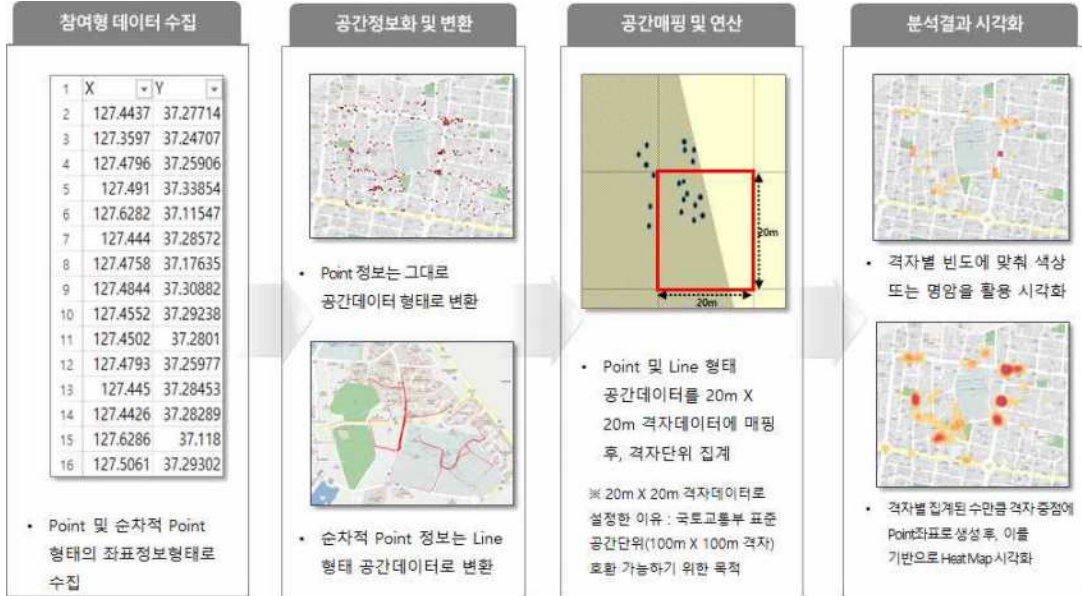 참여형 데이터 수집
1 X Y
2 127.4437 37.27714
3 127.3597 37.24707
4 127.4796 37.25906
5 127.491 37.33854
6 127.6282 37.11547
7 127.444 37.28572
8 127.4758 37.17635
9 127.4844 37.30882
10 127.4552 37.29238
11 127.4502 37.2801
12 127.4793 37.25977
13 127.445 37.28453
14 127.4426 37.28289
15 127.6286 37.118
16 127.5061 37.29302
• Point 및 순차적 Point
형태의 좌표정보형태로
수집
공간정보화 및 변환
• Point 정보는 그대로
공간데이터 형태로 변환
• 순차적 Point 정보는 Line
형태 공간데이터로 변환
공간매핑 및 연산
20m
20m
• Point 및 Line 형태
공간데이터를 20m X
20m 격자데이터에 매핑
후, 격자단위 집계
※ 20m X 20m 격자데이터로
설정한 이유 : 국토교통부 표준
공간단위(100m X 100m 격자)
호환 가능하기 위한 목적
분석결과 시각화
• 격자별 빈도에 맞춰 색상
또는 명암을 활용 시각화
• 격자별 집계된 수만큼 격자 중점에
Point좌표로 생성 후, 이를
기반으로 Heat Map 시각화